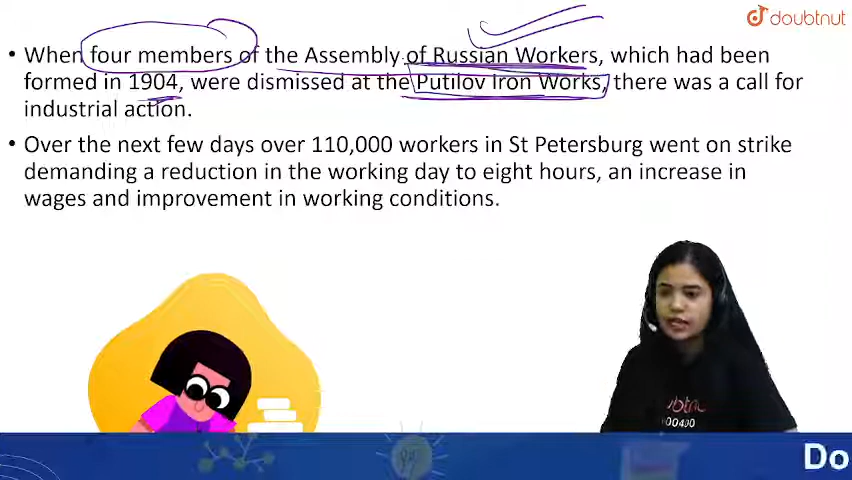 doubtnut
• When four members of the Assembly of Russian Workers, which had been
formed in 1904, were dismissed at the Putilov Iron Works, there was a call for
industrial action.
• Over the next few days over 110,000 workers in St Petersburg went on strike
demanding a reduction in the working day to eight hours, an increase in
wages and improvement in working conditions.
Do